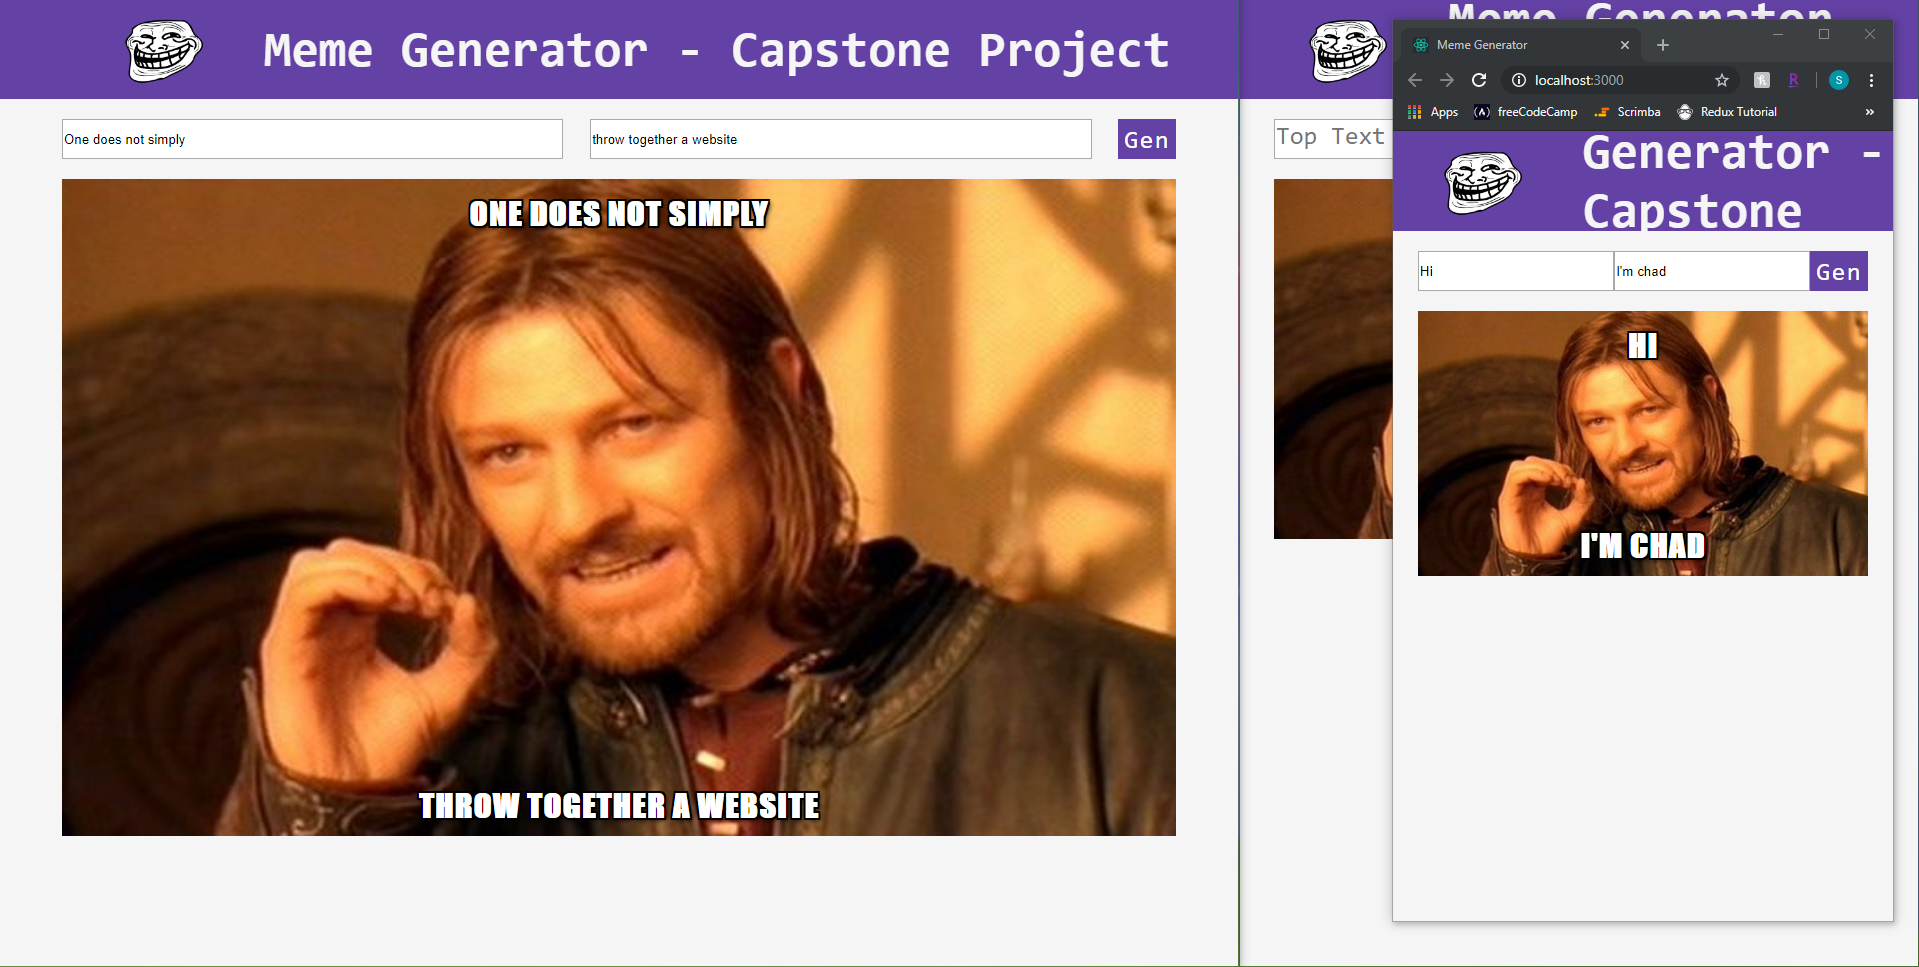 Meme Generator - Capstone Project
One does not simply
throw together a website
Gen
ONE DOES NOT SIMPLY
THROW TOGETHER A WEBSITE
Meme Generator
Top Text
Meme Generator
localhost:3000
R
S
Apps
freeCodeCamp
Scrimba
Redux Tutorial
»
Generator -
Capstone
Hi
I'm chad
Gen
HI
I'M CHAD